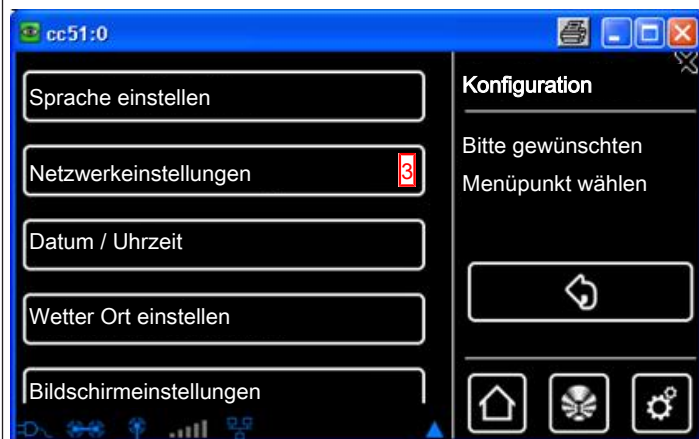 cc51:0
Sprache einstellen
Netzwerkeinstellungen 3
Datum / Uhrzeit
Wetter Ort einstellen
Bildschirmeinstellungen
Konfiguration
Bitte gewünschten
Menüpunkt wählen